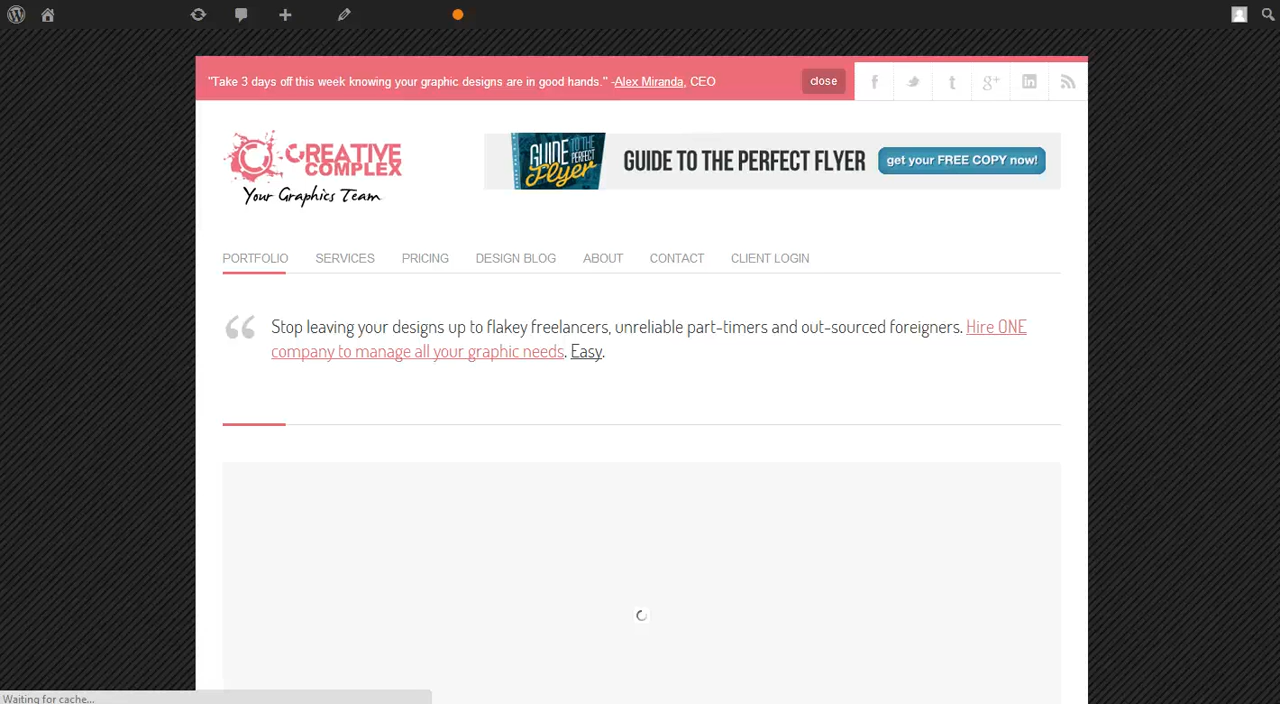 "Take 3 days off this week knowing your graphic designs are in good hands." -Alex Miranda, CEO
close
CREATIVE
COMPLEX
Your Graphics Team
GUIDE TO THE PERFECT Flyer
GUIDE TO THE PERFECT FLYER
get your FREE COPY now!
PORTFOLIO SERVICES PRICING DESIGN BLOG ABOUT CONTACT CLIENT LOGIN
Stop leaving your designs up to flakey freelancers, unreliable part-timers and out-sourced foreigners. Hire ONE
company to manage all your graphic needs. Easy.
Waiting for cache...